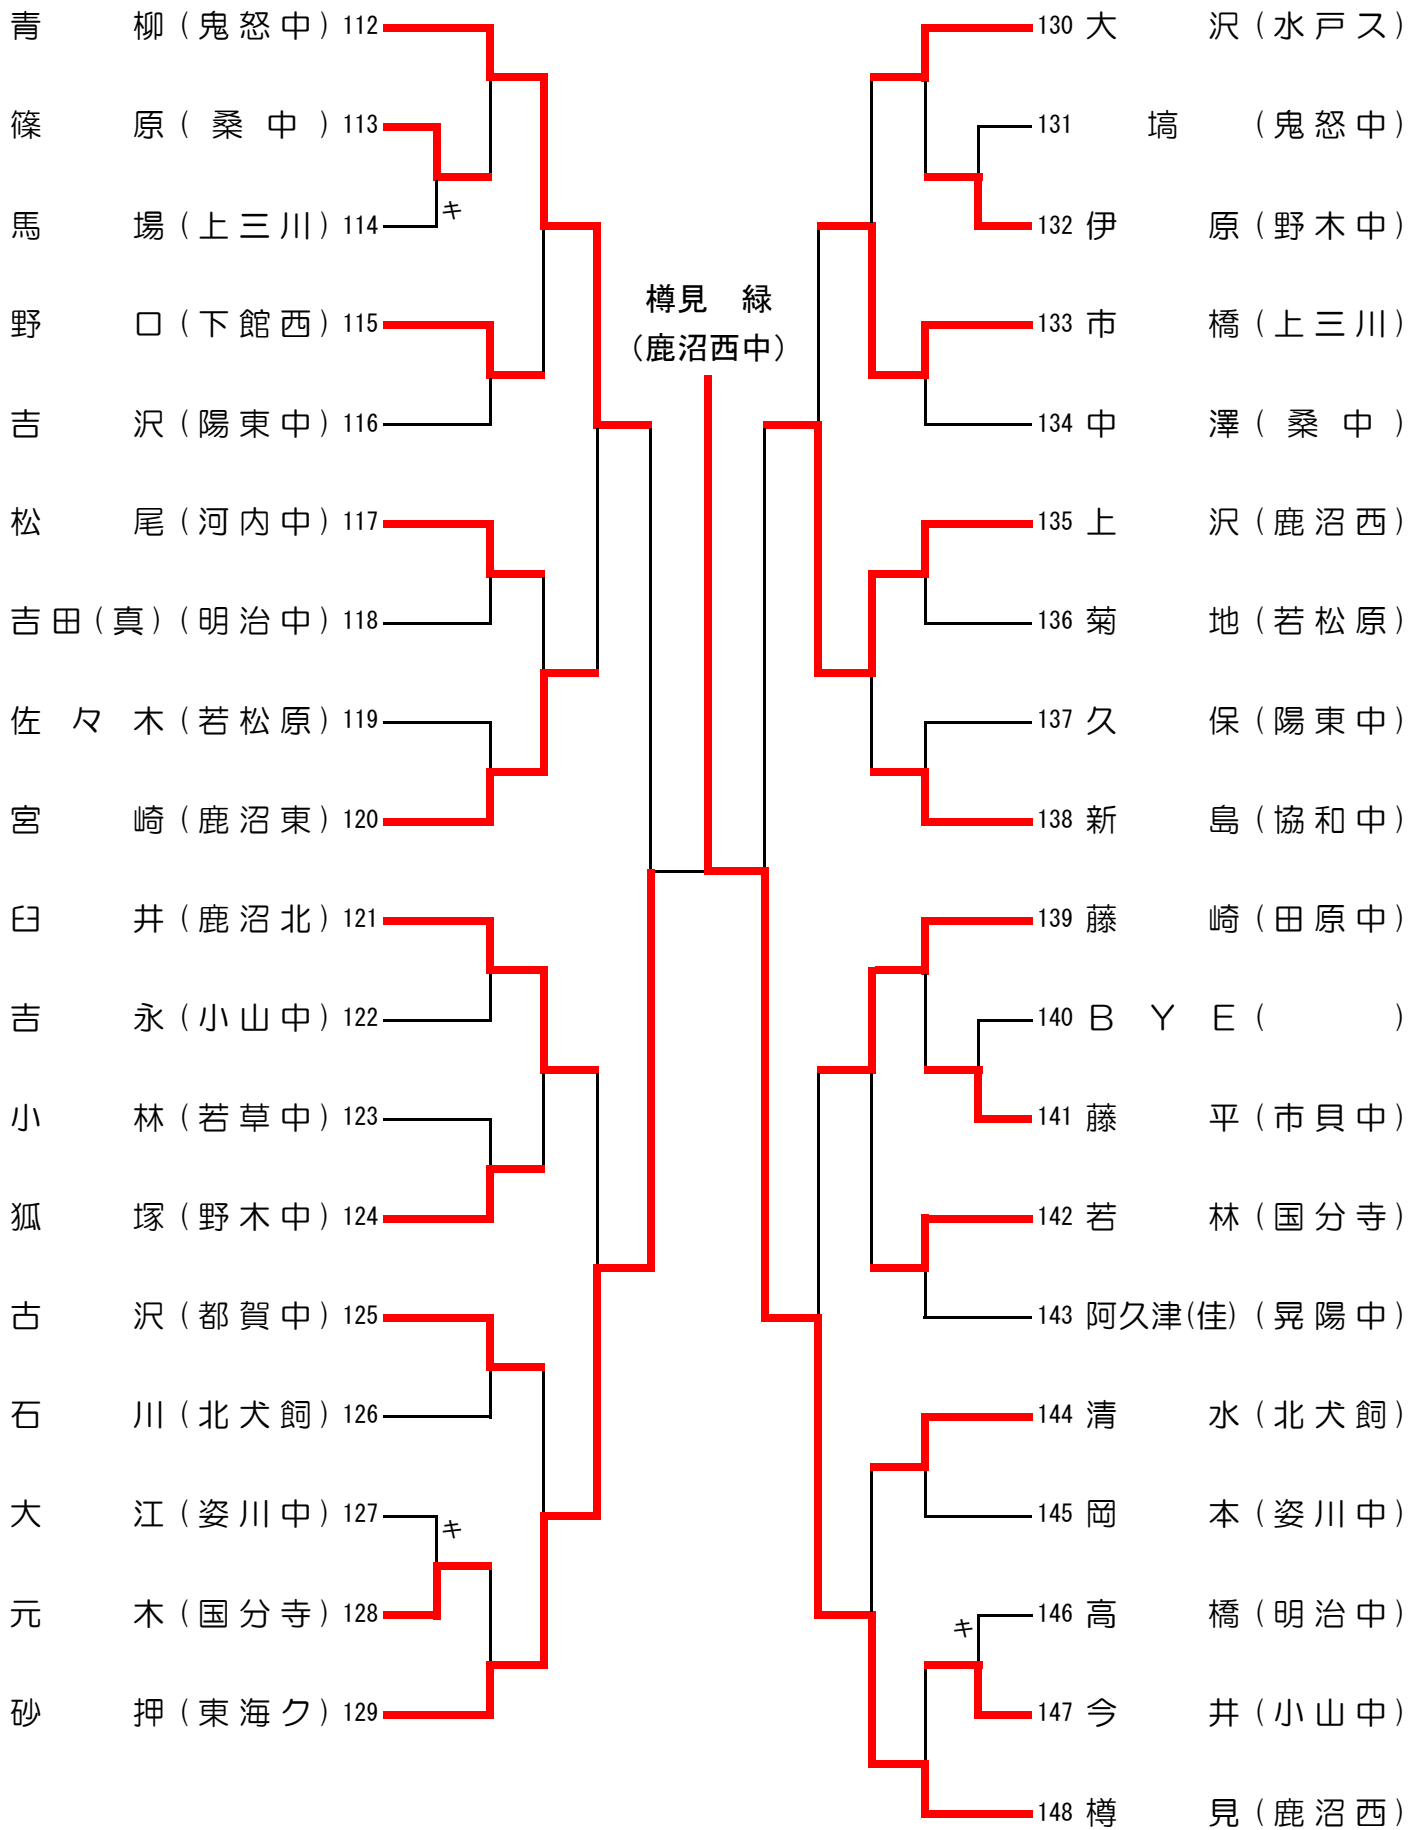 青柳(鬼怒中)112
篠原(桑中)113
キ
馬場(上三川)114
野口(下館西)115
吉沢(陽東中)116
松尾(河内中)117
吉田(真)(明治中)118
佐々木(若松原)119
宮崎(鹿沼東)120
臼井(鹿沼北)121
吉永(小山中)122
小林(若草中)123
狐塚(野木中)124
古沢(都賀中)125
石川(北犬飼)126
大江(姿川中)127
キ
元木(国分寺)128
砂押(東海ク)129
樽見 緑
(鹿沼西中)
130 大沢(水戸ス)
131 塙(鬼怒中)
132 伊原(野木中)
133 市橋(上三川)
134 中澤(桑中)
135 上沢(鹿沼西)
136 菊地(若松原)
137 久保(陽東中)
138 新島(協和中)
139 藤崎(田原中)
140 BYE( )
141 藤平(市貝中)
142 若林(国分寺)
143 阿久津(佳)(晃陽中)
144 清水(北犬飼)
145 岡本(姿川中)
146 高橋(明治中)
キ
147 今井(小山中)
148 樽見(鹿沼西)